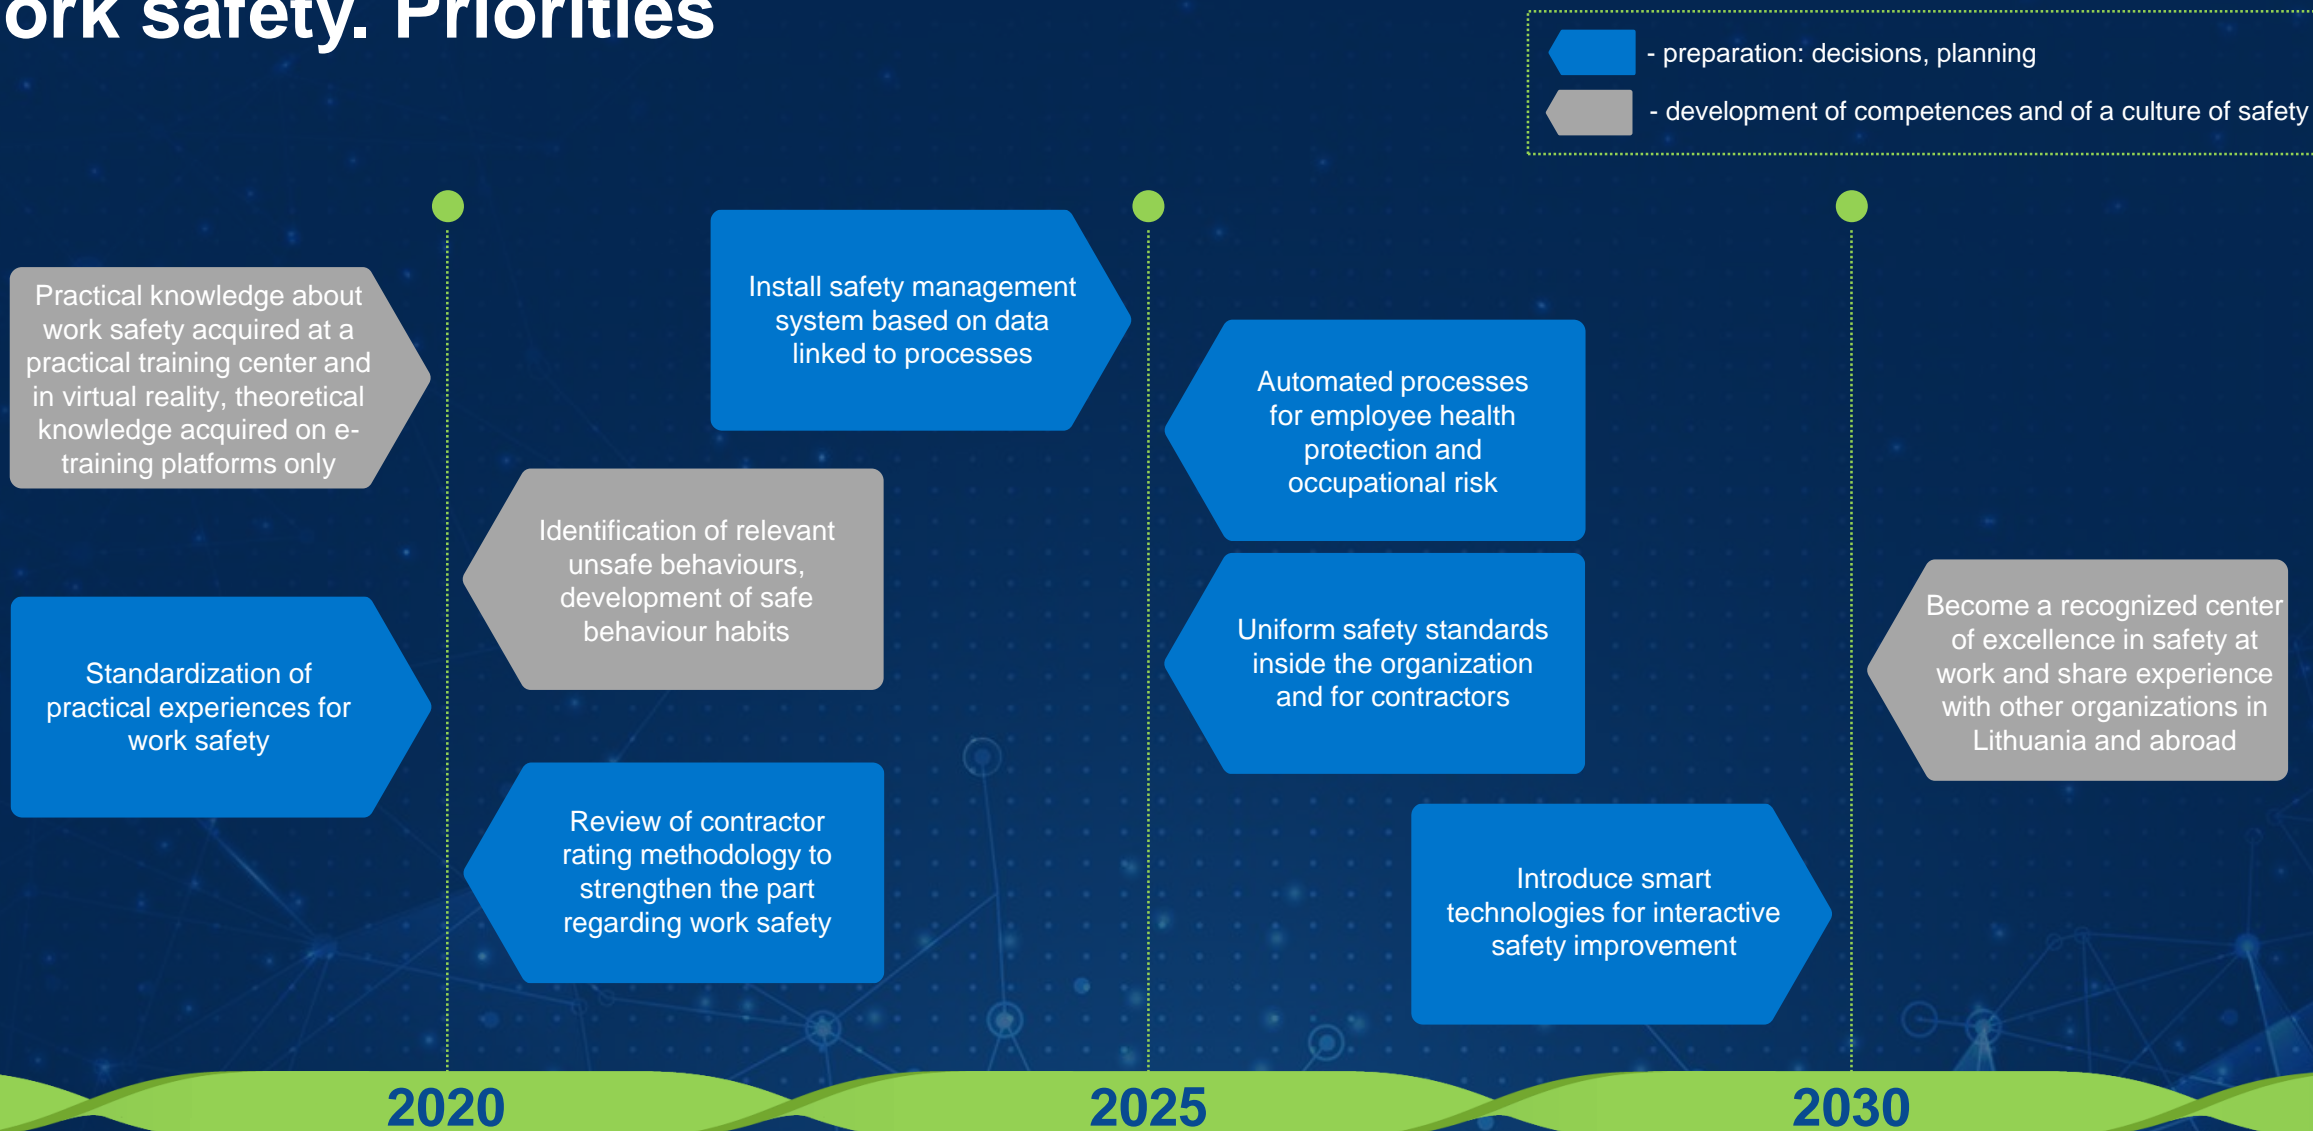 ork safety. Priorities
- preparation: decisions, planning
- development of competences and of a culture of safety
Practical knowledge about
work safety acquired at a
practical training center and
in virtual reality, theoretical
knowledge acquired on e-
training platforms only
Standardization of
practical experiences for
work safety
Identification of relevant
unsafe behaviours,
development of safe
behaviour habits
Review of contractor
rating methodology to
strengthen the part
regarding work safety
Install safety management
system based on data
linked to processes
Automated processes
for employee health
protection and
occupational risk
Uniform safety standards
inside the organization
and for contractors
Introduce smart
technologies for interactive
safety improvement
Become a recognized center
of excellence in safety at
work and share experience
with other organizations in
Lithuania and abroad
2020
2025
2030